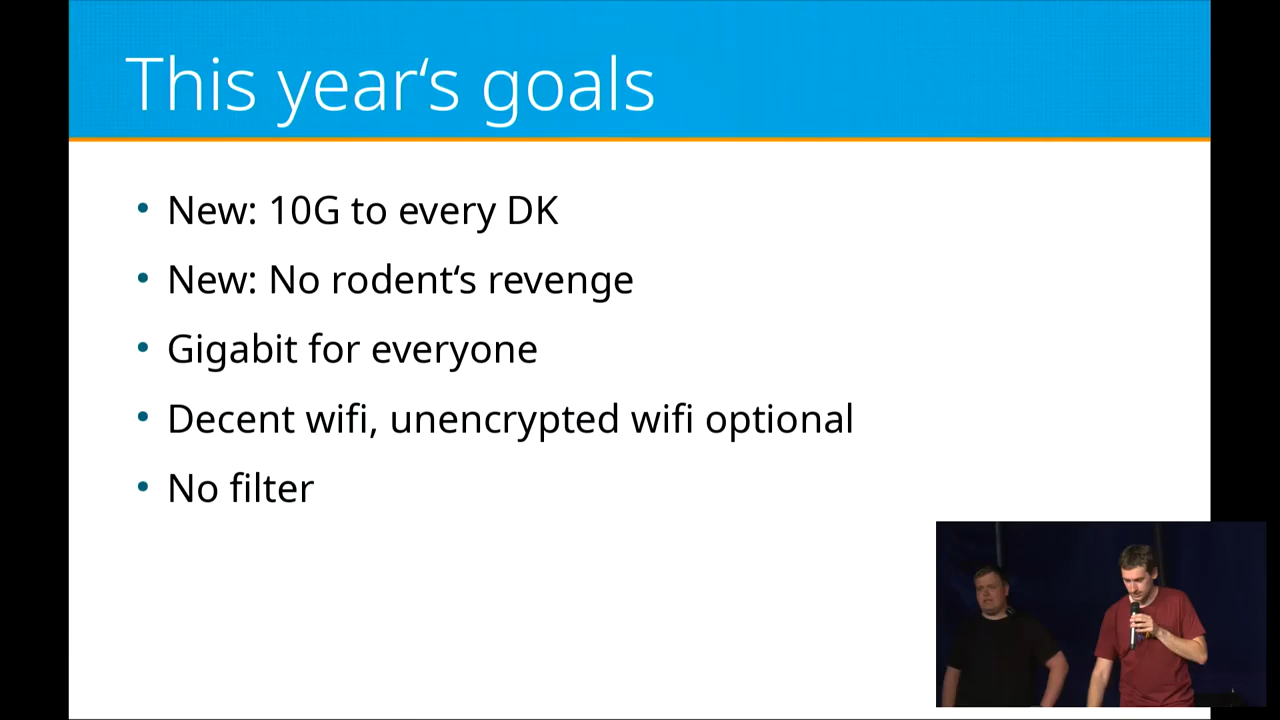 This year‘s goals
New: 10G to every DK
New: No rodent‘s revenge
Gigabit for everyone
Decent wifi, unencrypted wifi optional
No filter